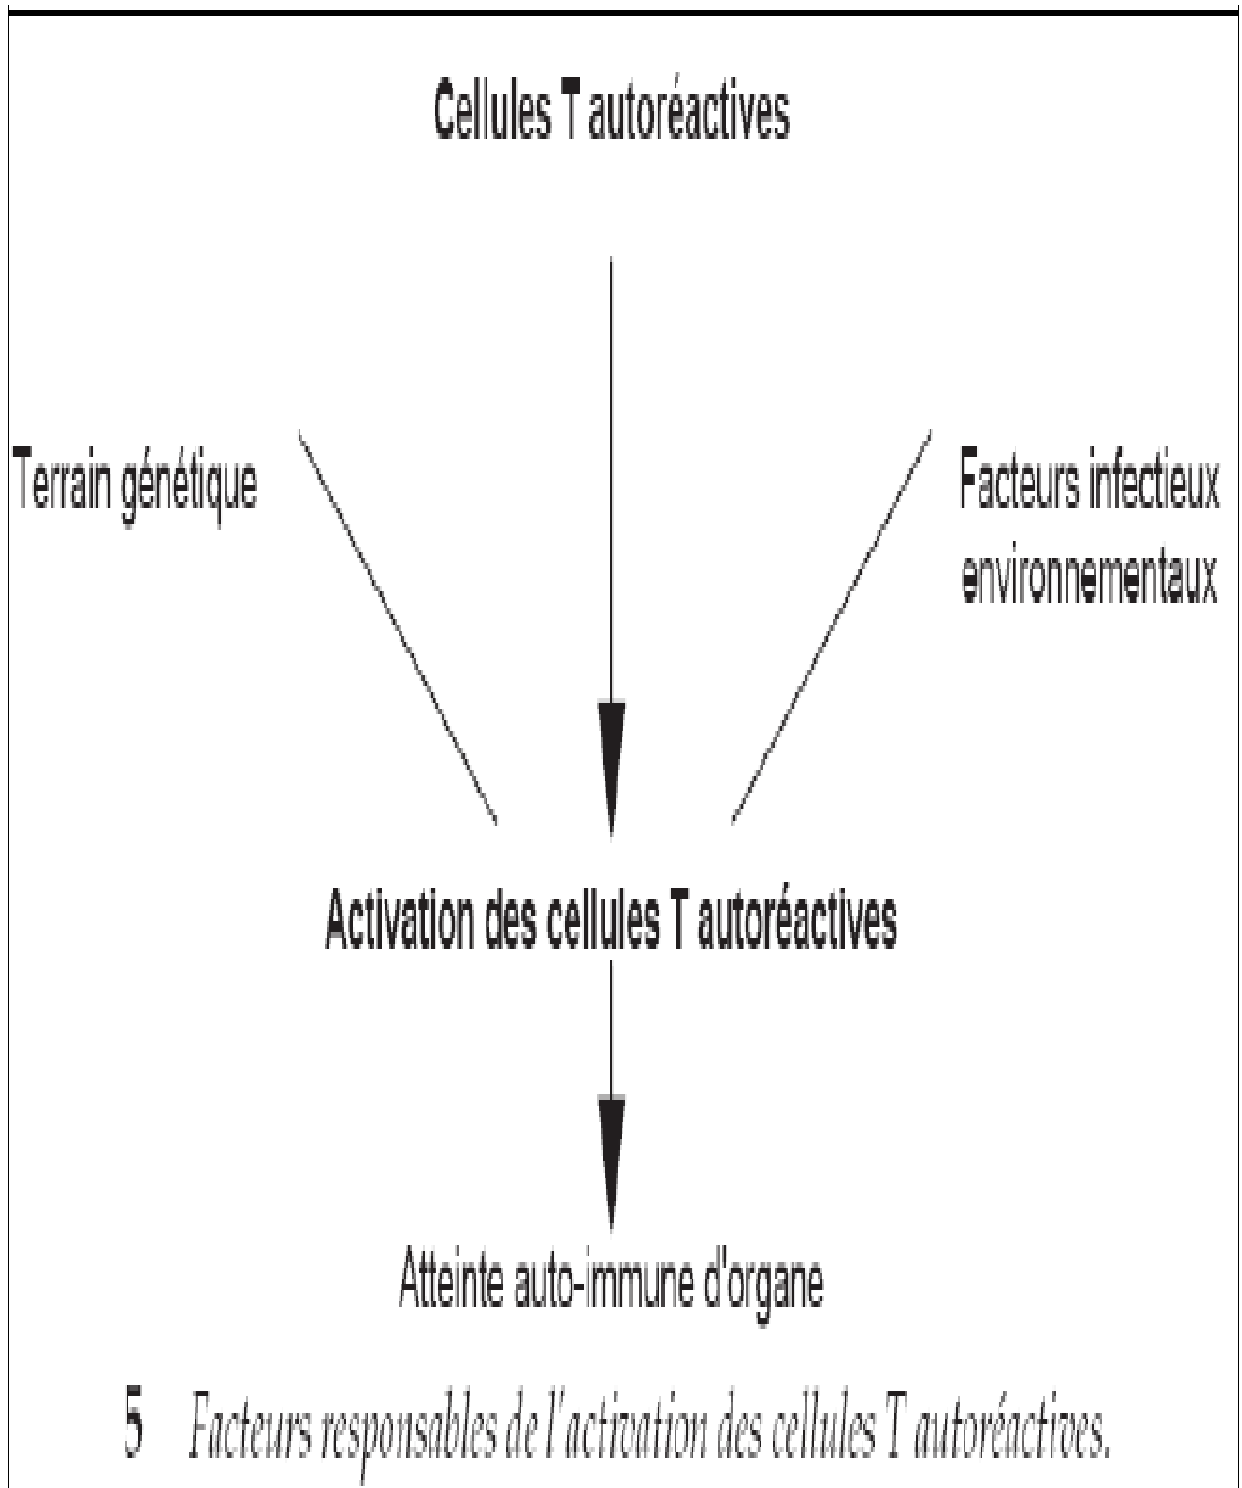 Cellules T autoréactives
Terrain génétique
Facteurs infectieux
environnementaux
Activation des cellules T autoréactives
Atteinte auto-immune d'organe
5 Facteurs responsables de l'activation des cellules T autoréactives.